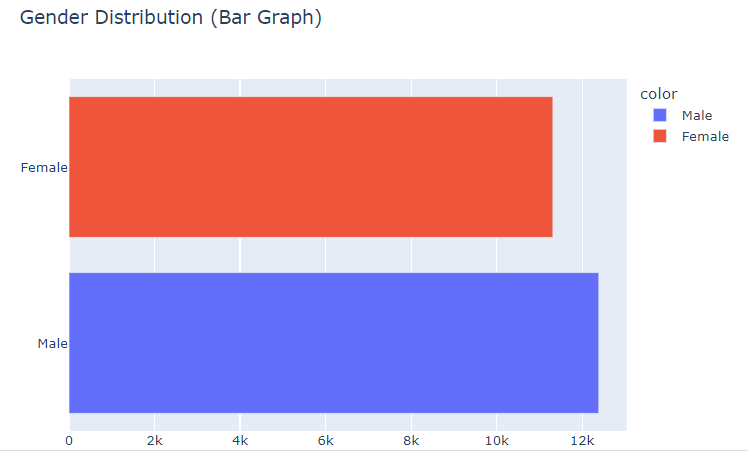 Gender Distribution (Bar Graph)
color
Male
Female
Female
Male
0 2k 4k 6k 8k 10k 12k